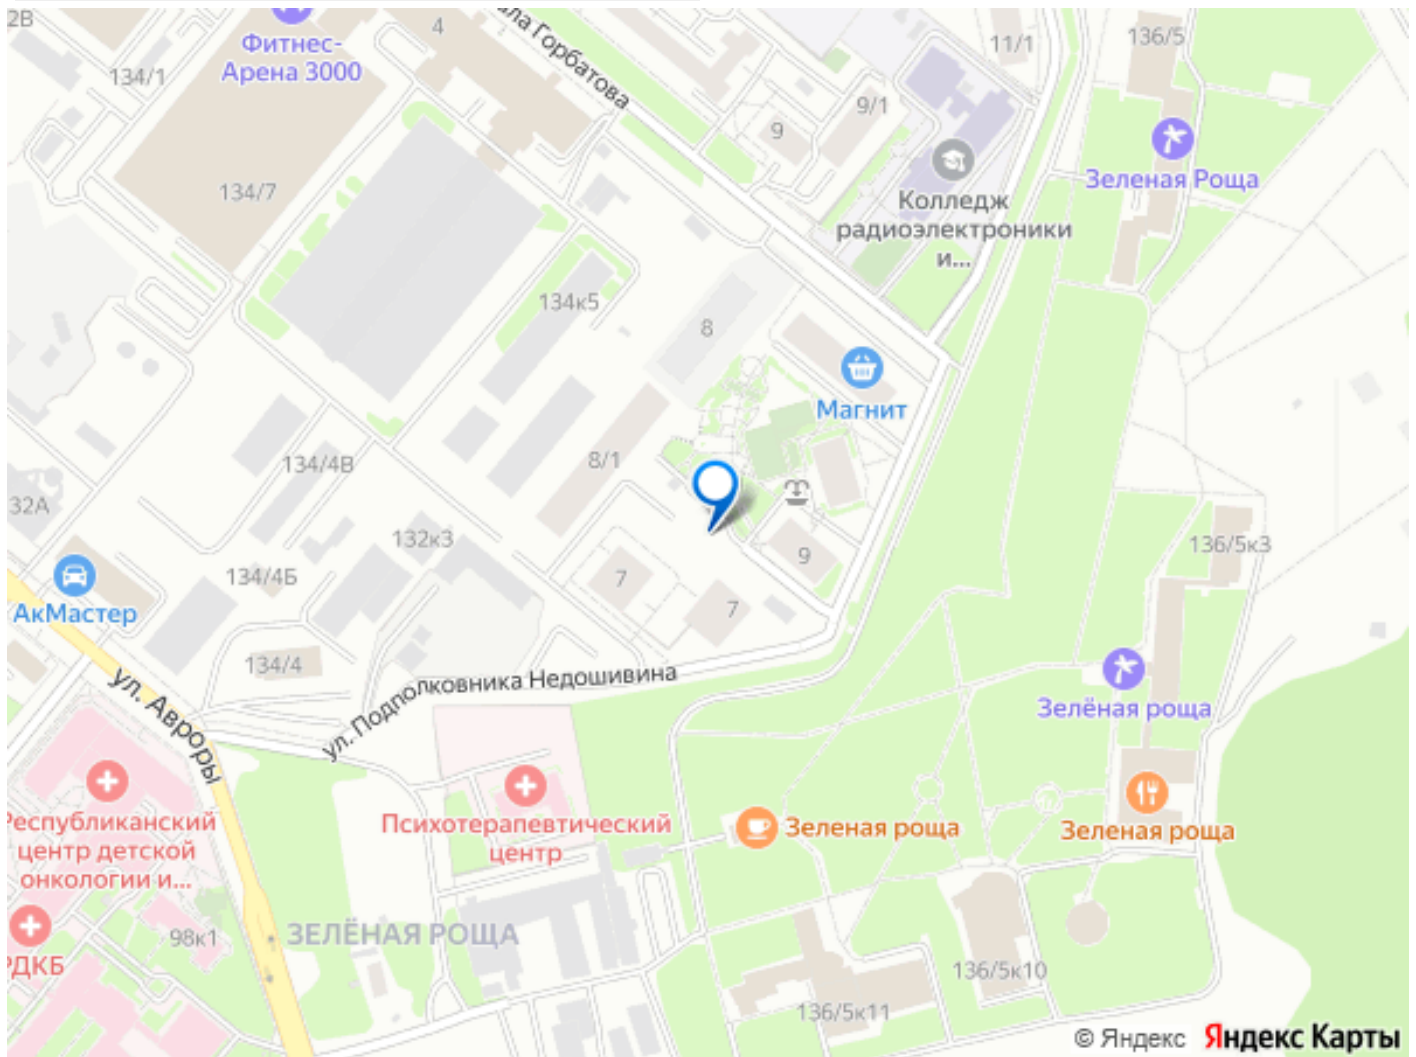 2В
Фитнес-
Арена 3000
4
ла Горбатова
11/1
136/5
134/1
9/1
9
134/7
Колледж
радиоэлектроники
и...
Зеленая Роща
134к5
8
Магнит
8/1
134/4В
32А
132к3
9
136/5к3
134/4Б
7
7
АкМастер
134/4
ул. Подполковника Недошивина
ул. Авроры
Зелёная роща
Республиканский
центр детской
онкологии и...
Психотерапевтический
центр
Зеленая роща
Зеленая роща
98к1
ЗЕЛЁНАЯ РОЩА
РДКБ
136/5к10
136/5к11
© Яндекс Яндекс Карты